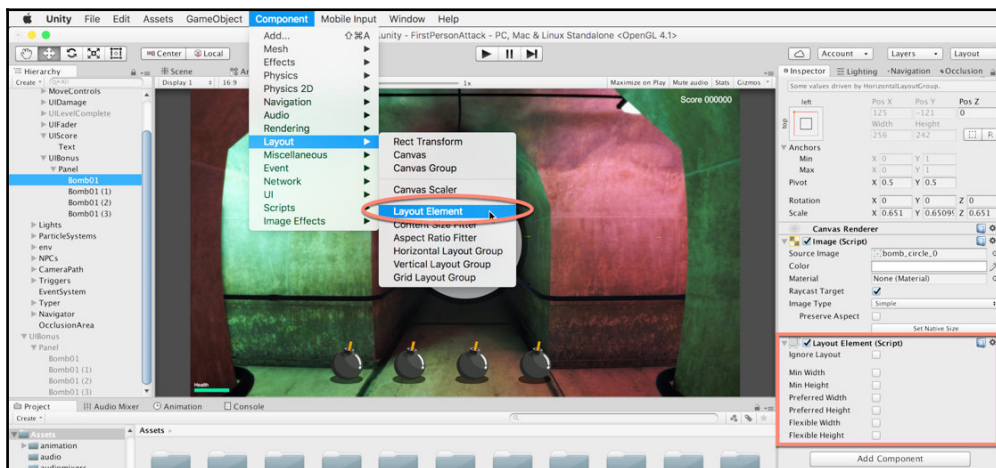 Unity File Edit Assets GameObject Component Mobile Input Window Help
.unity - FirstPersonAttack - PC, Mac & Linux Standalone <OpenGL 4.1>
Center Local
Account Layers Layout
Add... ⇧⌘A
Mesh
Effects
Physics
Physics 2D
Navigation
Audio
Rendering
Layout
Miscellaneous
Event
Network
UI
Scripts
Image Effects
Rect Transform
Canvas
Canvas Group
Canvas Scaler
Layout Element
Content Size Fitter
Aspect Ratio Fitter
Horizontal Layout Group
Vertical Layout Group
Grid Layout Group
Hierarchy
Create
MoveControls
UIDamage
UILevelComplete
UIFader
UIScore
Text
UIBonus
Panel
Bomb01
Bomb01 (1)
Bomb01 (2)
Bomb01 (3)
Lights
ParticleSystems
env
NPCs
CameraPath
Triggers
EventSystem
Typer
Navigator
OcclusionArea
UIBonus
Panel
Bomb01
Bomb01 (1)
Bomb01 (2)
Bomb01 (3)
Scene
Display 1 16:9
1x
Maximize on Play Mute audio Stats Gizmos
Score 000000
Health
Inspector Lighting Navigation Occlusion
Some values driven by HorizontalLayoutGroup.
left Pos X Pos Y Pos Z
125 -121 0
top Width Height
256 242
R
Anchors
Min X 0 Y 1
Max X 0 Y 1
Pivot X 0.5 Y 0.5
Rotation X 0 Y 0 Z 0
Scale X 0.651 Y 0.65095 Z 0.651
Canvas Renderer
Image (Script)
Source Image bomb_circle_0
Color
Material None (Material)
Raycast Target
Image Type Simple
Preserve Aspect
Set Native Size
Layout Element (Script)
Ignore Layout
Min Width
Min Height
Preferred Width
Preferred Height
Flexible Width
Flexible Height
Add Component
Project Audio Mixer Animation Console
Create
Assets
Assets
animation
audio
audiomixers